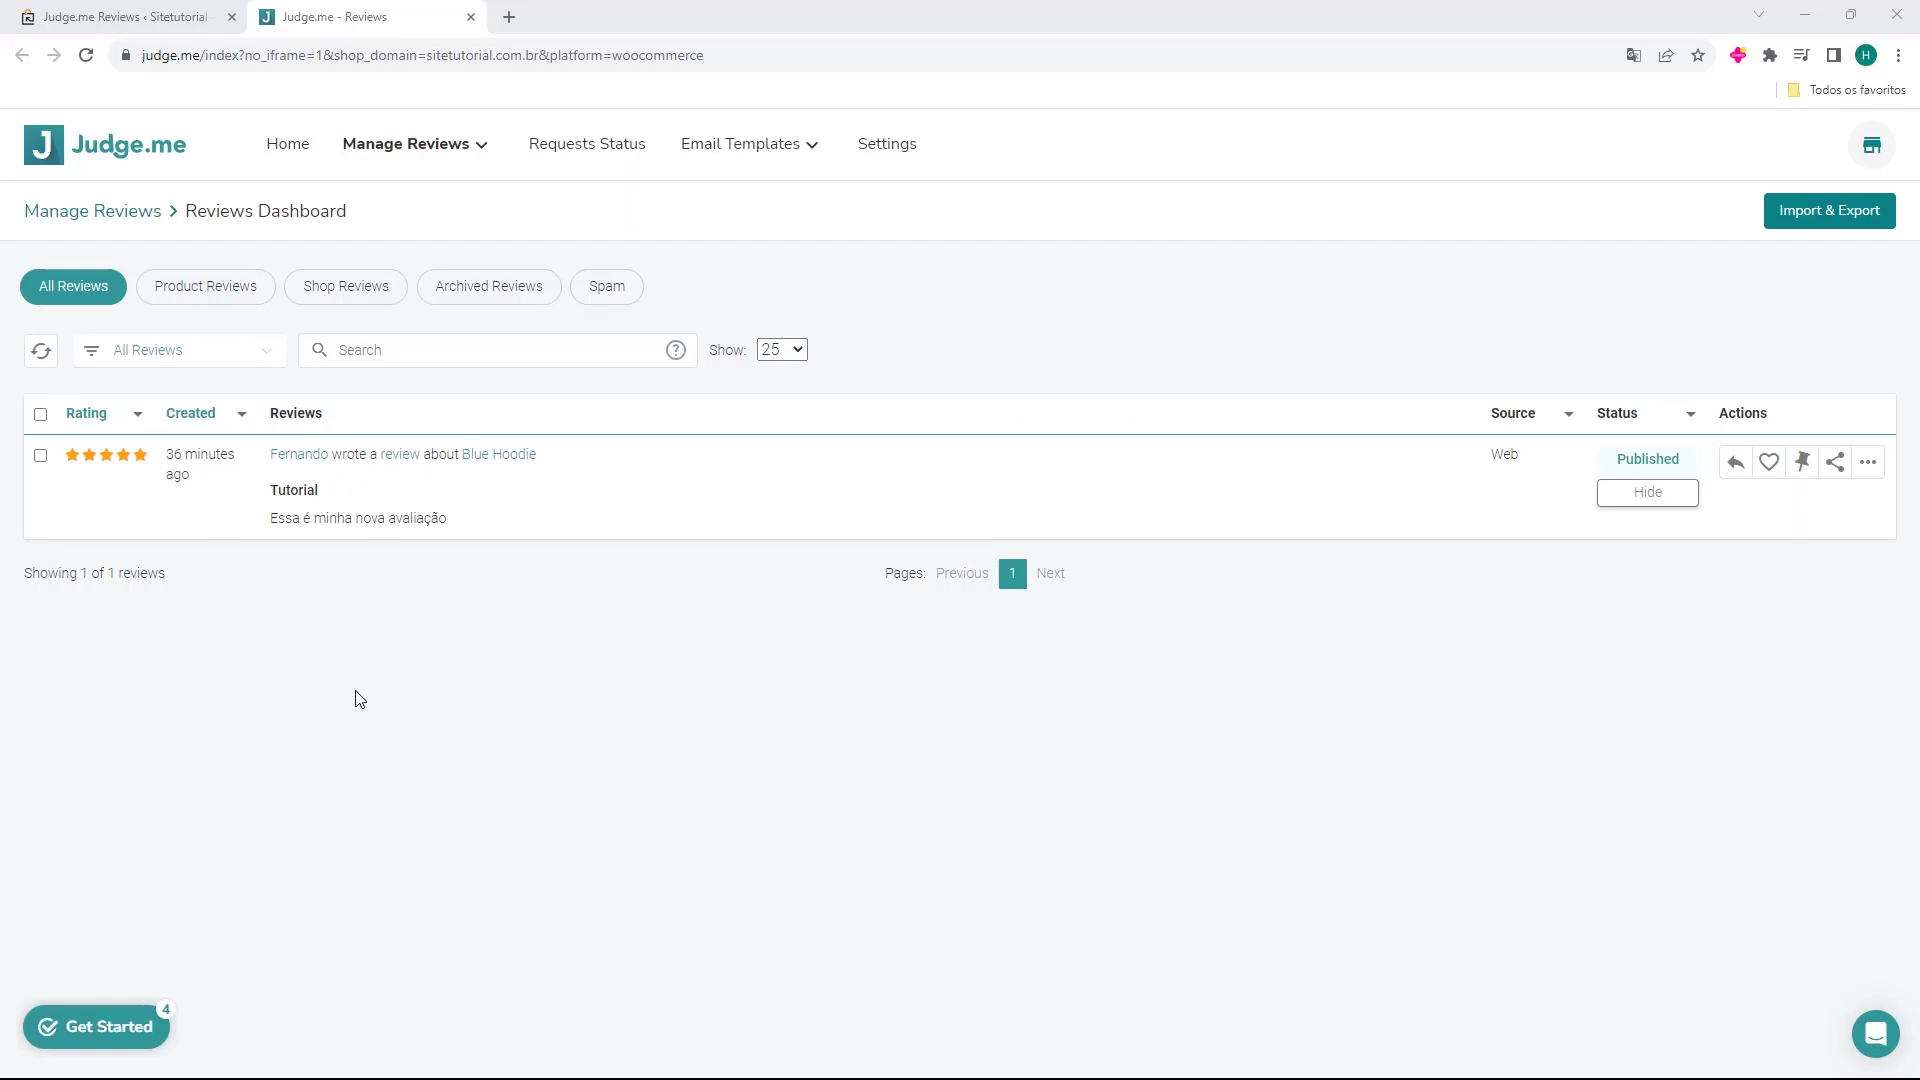 Judge.me Reviews ‹ Sitetutorial
Judge.me - Reviews
judge.me/index?no_iframe=1&shop_domain=sitetutorial.com.br&platform=woocommerce
H
Todos os favoritos
J Judge.me
Home
Manage Reviews
Requests Status
Email Templates
Settings
Manage Reviews > Reviews Dashboard
Import & Export
All Reviews
Product Reviews
Shop Reviews
Archived Reviews
Spam
All Reviews
Search
?
Show: 25
Rating
Created
Reviews
Source
Status
Actions
36 minutes
ago
Fernando wrote a review about Blue Hoodie
Tutorial
Essa é minha nova avaliação
Web
Published
Hide
Showing 1 of 1 reviews
Pages: Previous 1 Next
Get Started
4